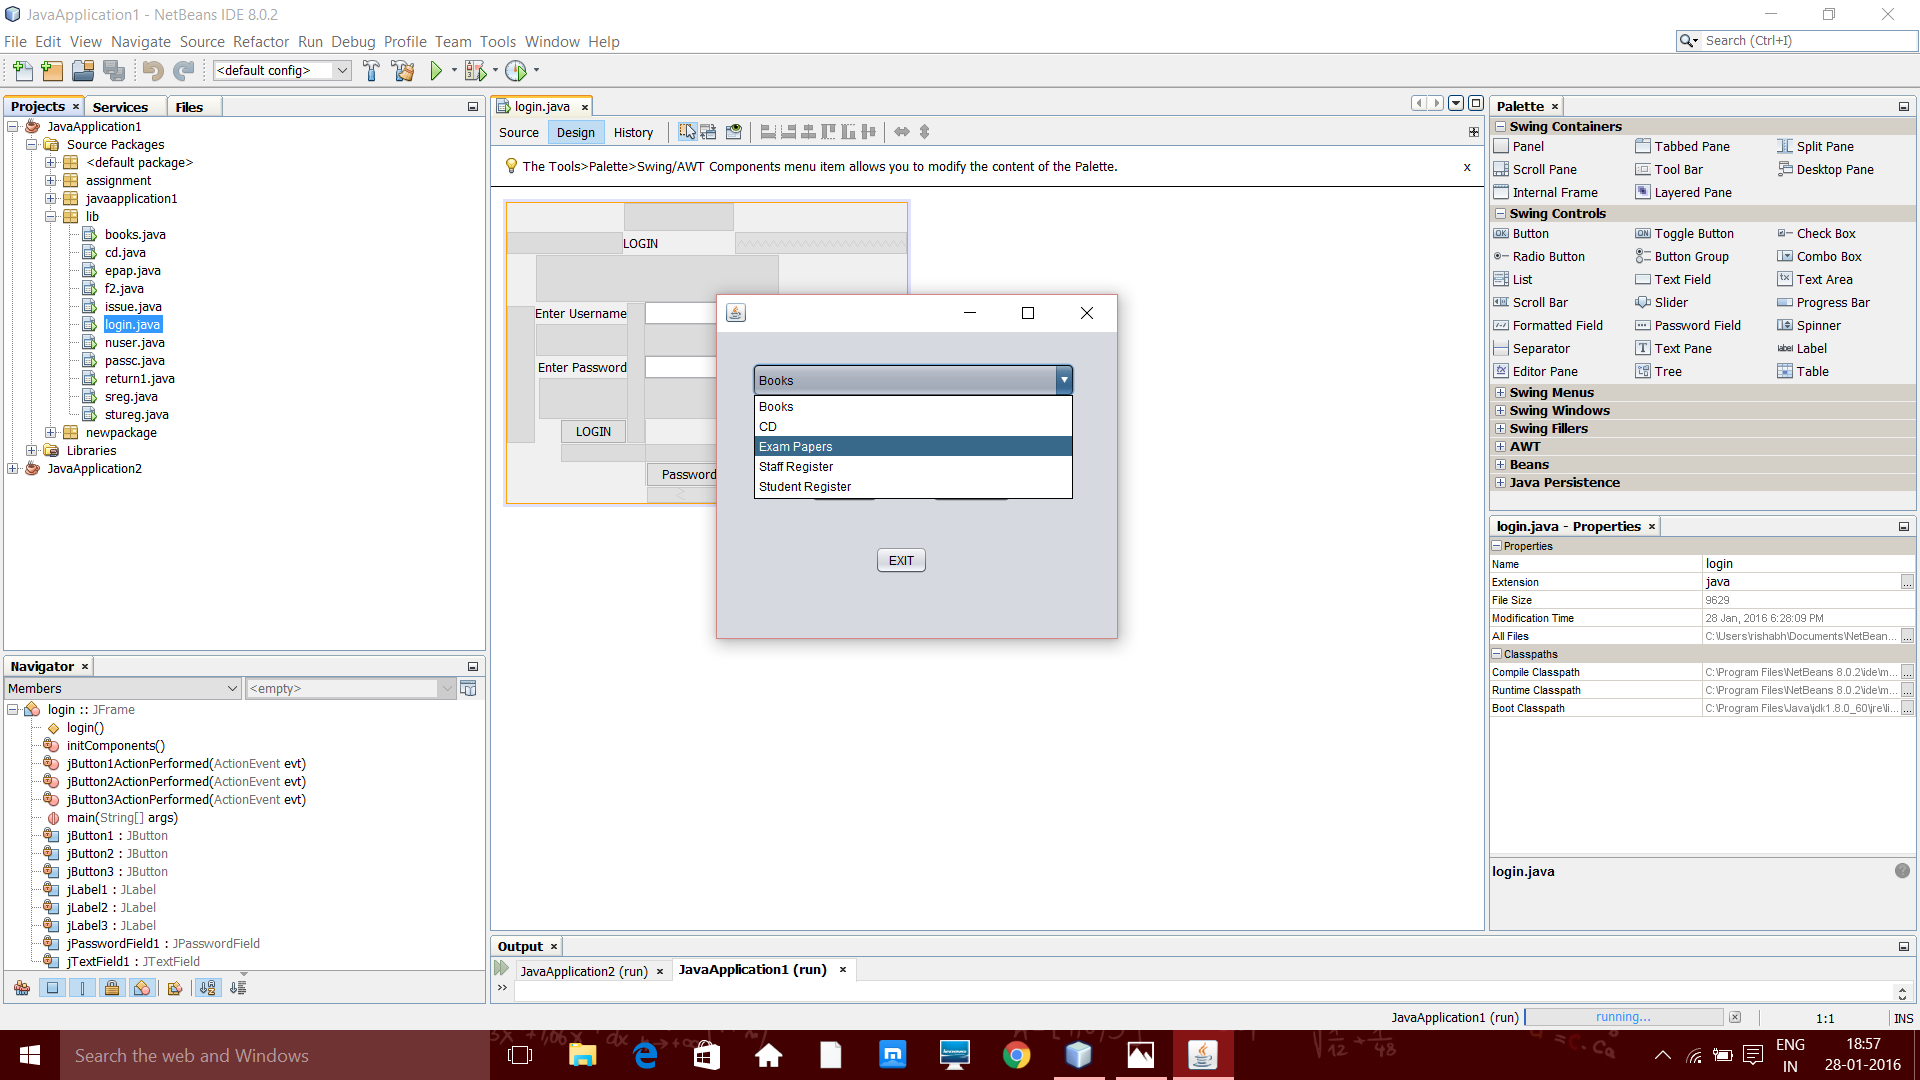 JavaApplication1 - NetBeans IDE 8.0.2
File Edit View Navigate Source Refactor Run Debug Profile Team Tools Window Help
Search (Ctrl+I)
<default config>
Projects Services Files
JavaApplication1
Source Packages
<default package>
assignment
javaapplication1
lib
books.java
cd.java
epap.java
f2.java
issue.java
login.java
nuser.java
passc.java
return1.java
sreg.java
stureg.java
newpackage
Libraries
JavaApplication2
Navigator
Members
<empty>
login :: JFrame
login()
initComponents()
jButton1ActionPerformed(ActionEvent evt)
jButton2ActionPerformed(ActionEvent evt)
jButton3ActionPerformed(ActionEvent evt)
main(String[] args)
jButton1 : JButton
jButton2 : JButton
jButton3 : JButton
jLabel1 : JLabel
jLabel2 : JLabel
jLabel3 : JLabel
jPasswordField1 : JPasswordField
jTextField1 : JTextField
login.java
Source Design History
The Tools>Palette>Swing/AWT Components menu item allows you to modify the content of the Palette.
x
LOGIN
Enter Username
Enter Password
LOGIN
Password
Books
Books
CD
Exam Papers
Staff Register
Student Register
EXIT
Palette
Swing Containers
Panel Tabbed Pane Split Pane
Scroll Pane Tool Bar Desktop Pane
Internal Frame Layered Pane
Swing Controls
Button Toggle Button Check Box
Radio Button Button Group Combo Box
List Text Field Text Area
Scroll Bar Slider Progress Bar
Formatted Field Password Field Spinner
Separator Text Pane Label
Editor Pane Tree Table
Swing Menus
Swing Windows
Swing Fillers
AWT
Beans
Java Persistence
login.java - Properties
Properties
Name login
Extension java
File Size 9629
Modification Time 28 Jan, 2016 6:28:09 PM
All Files C:\Users\rishabh\Documents\NetBean...
Classpaths
Compile Classpath C:\Program Files\NetBeans 8.0.2\ide\m...
Runtime Classpath C:\Program Files\NetBeans 8.0.2\ide\m...
Boot Classpath C:\Program Files\Java\jdk1.8.0_60\jre\li...
login.java
Output
JavaApplication2 (run) JavaApplication1 (run)
JavaApplication1 (run) running... 1:1 INS
Search the web and Windows
ENG
IN
18:57
28-01-2016